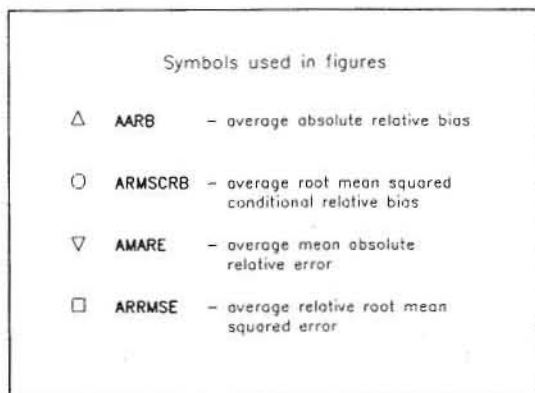 Symbols used in figures
△ AARB – average absolute relative bias
○ ARMSCRB – average root mean squared
conditional relative bias
▽ AMARE – average mean absolute
relative error
□ ARRMSE – average relative root mean
squared error